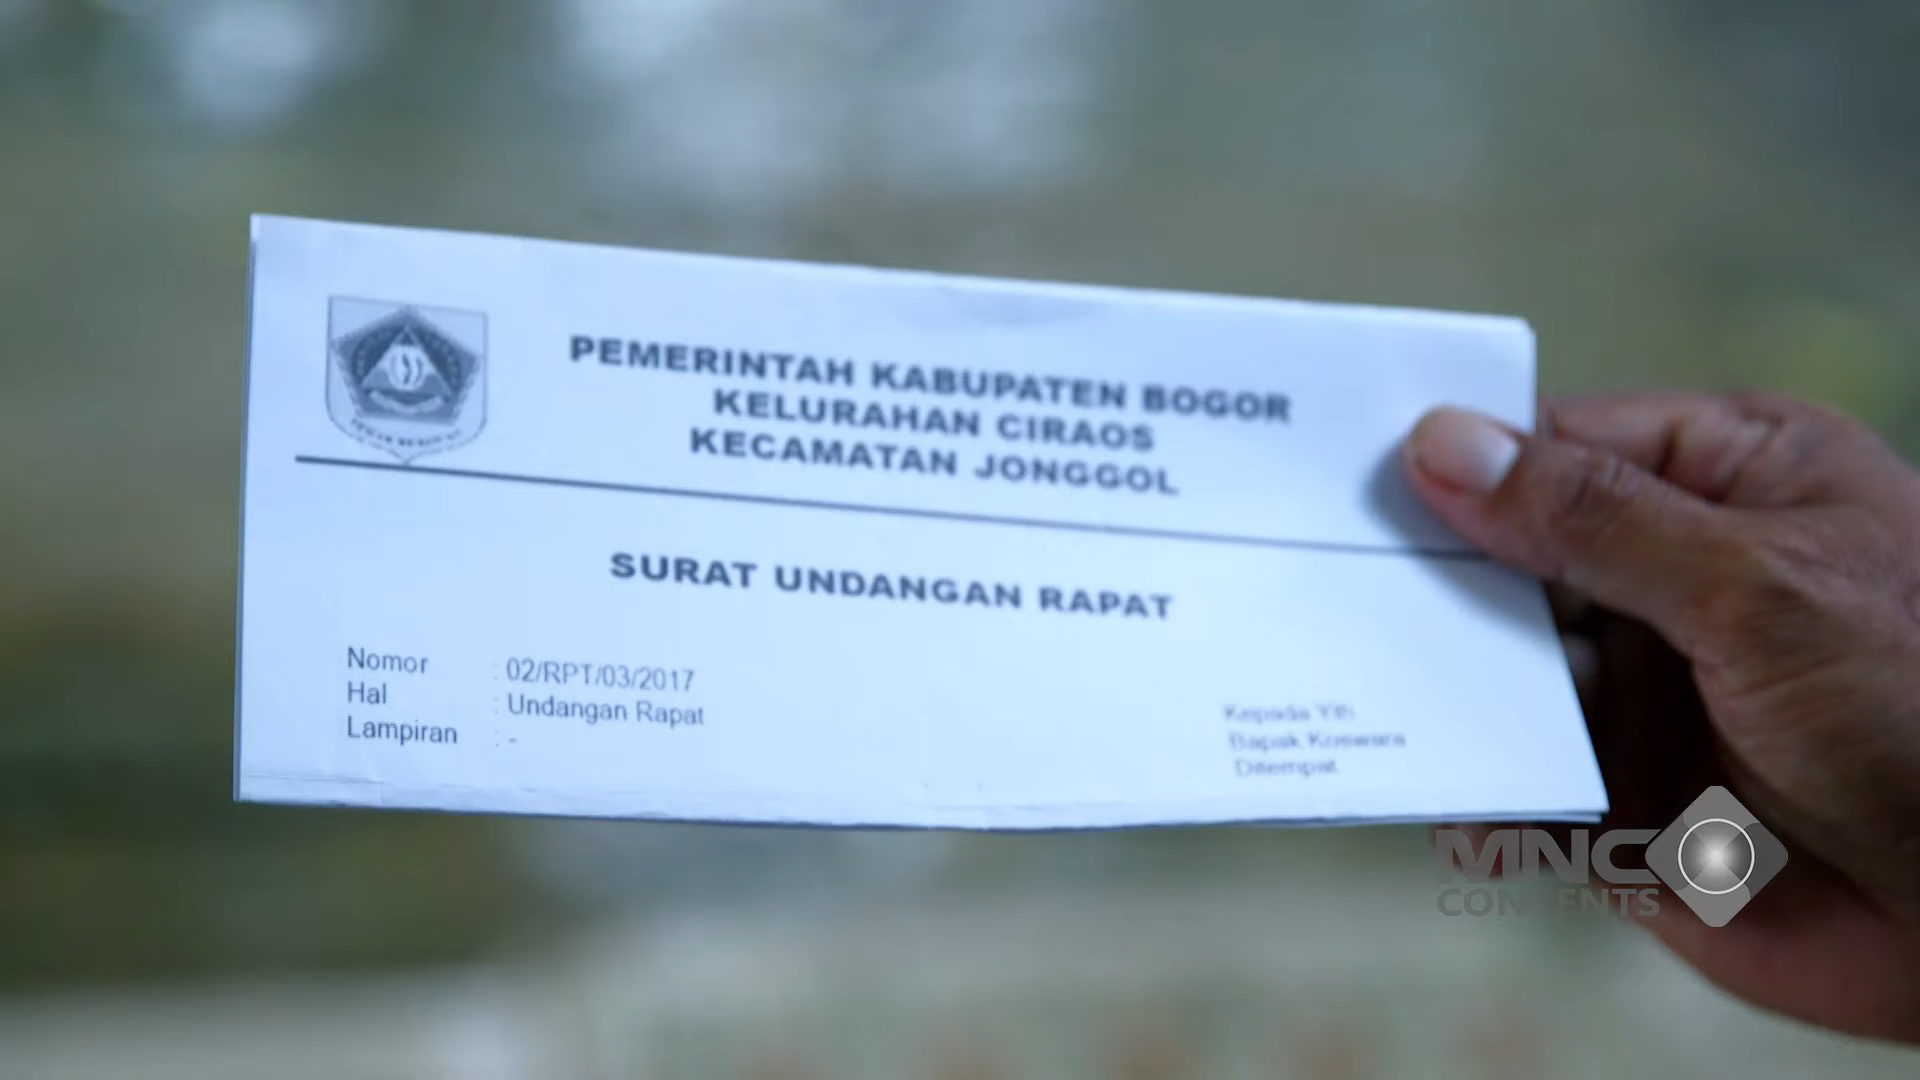 PEMERINTAH KABUPATEN BOGOR
KELURAHAN CIRAOS
KECAMATAN JONGGOL
SURAT UNDANGAN RAPAT
Nomor : 02/RPT/03/2017
Hal : Undangan Rapat
Lampiran : -
Kepada Yth
Bapak Koswara
Ditempat
MNC
CONTENTS